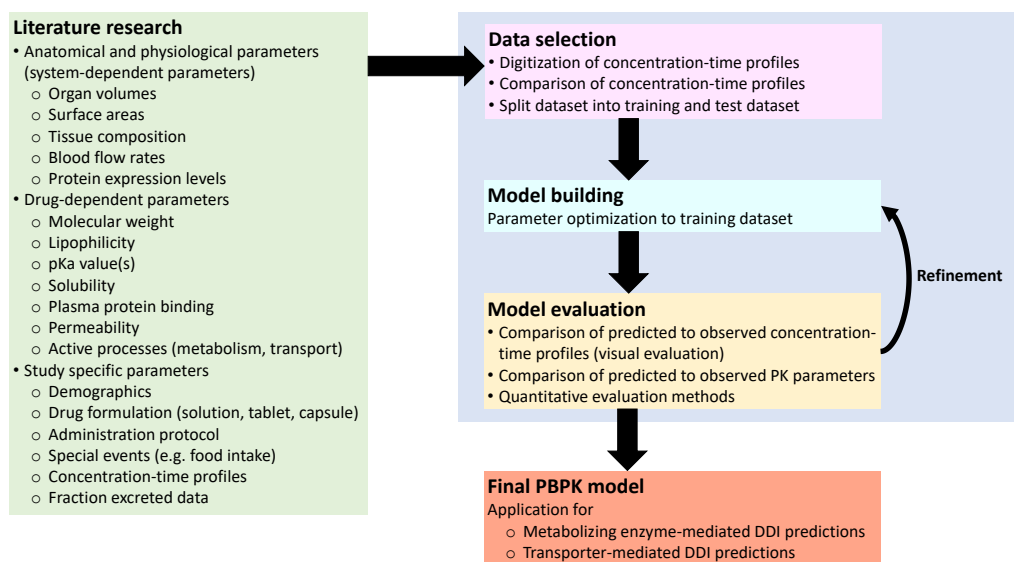 Literature research
• Anatomical and physiological parameters
(system-dependent parameters)
o Organ volumes
o Surface areas
o Tissue composition
o Blood flow rates
o Protein expression levels
• Drug-dependent parameters
o Molecular weight
o Lipophilicity
o pKa value(s)
o Solubility
o Plasma protein binding
o Permeability
o Active processes (metabolism, transport)
• Study specific parameters
o Demographics
o Drug formulation (solution, tablet, capsule)
o Administration protocol
o Special events (e.g. food intake)
o Concentration-time profiles
o Fraction excreted data
Data selection
• Digitization of concentration-time profiles
• Comparison of concentration-time profiles
• Split dataset into training and test dataset
Model building
Parameter optimization to training dataset
Refinement
Model evaluation
• Comparison of predicted to observed concentration-
time profiles (visual evaluation)
• Comparison of predicted to observed PK parameters
• Quantitative evaluation methods
Final PBPK model
Application for
o Metabolizing enzyme-mediated DDI predictions
o Transporter-mediated DDI predictions